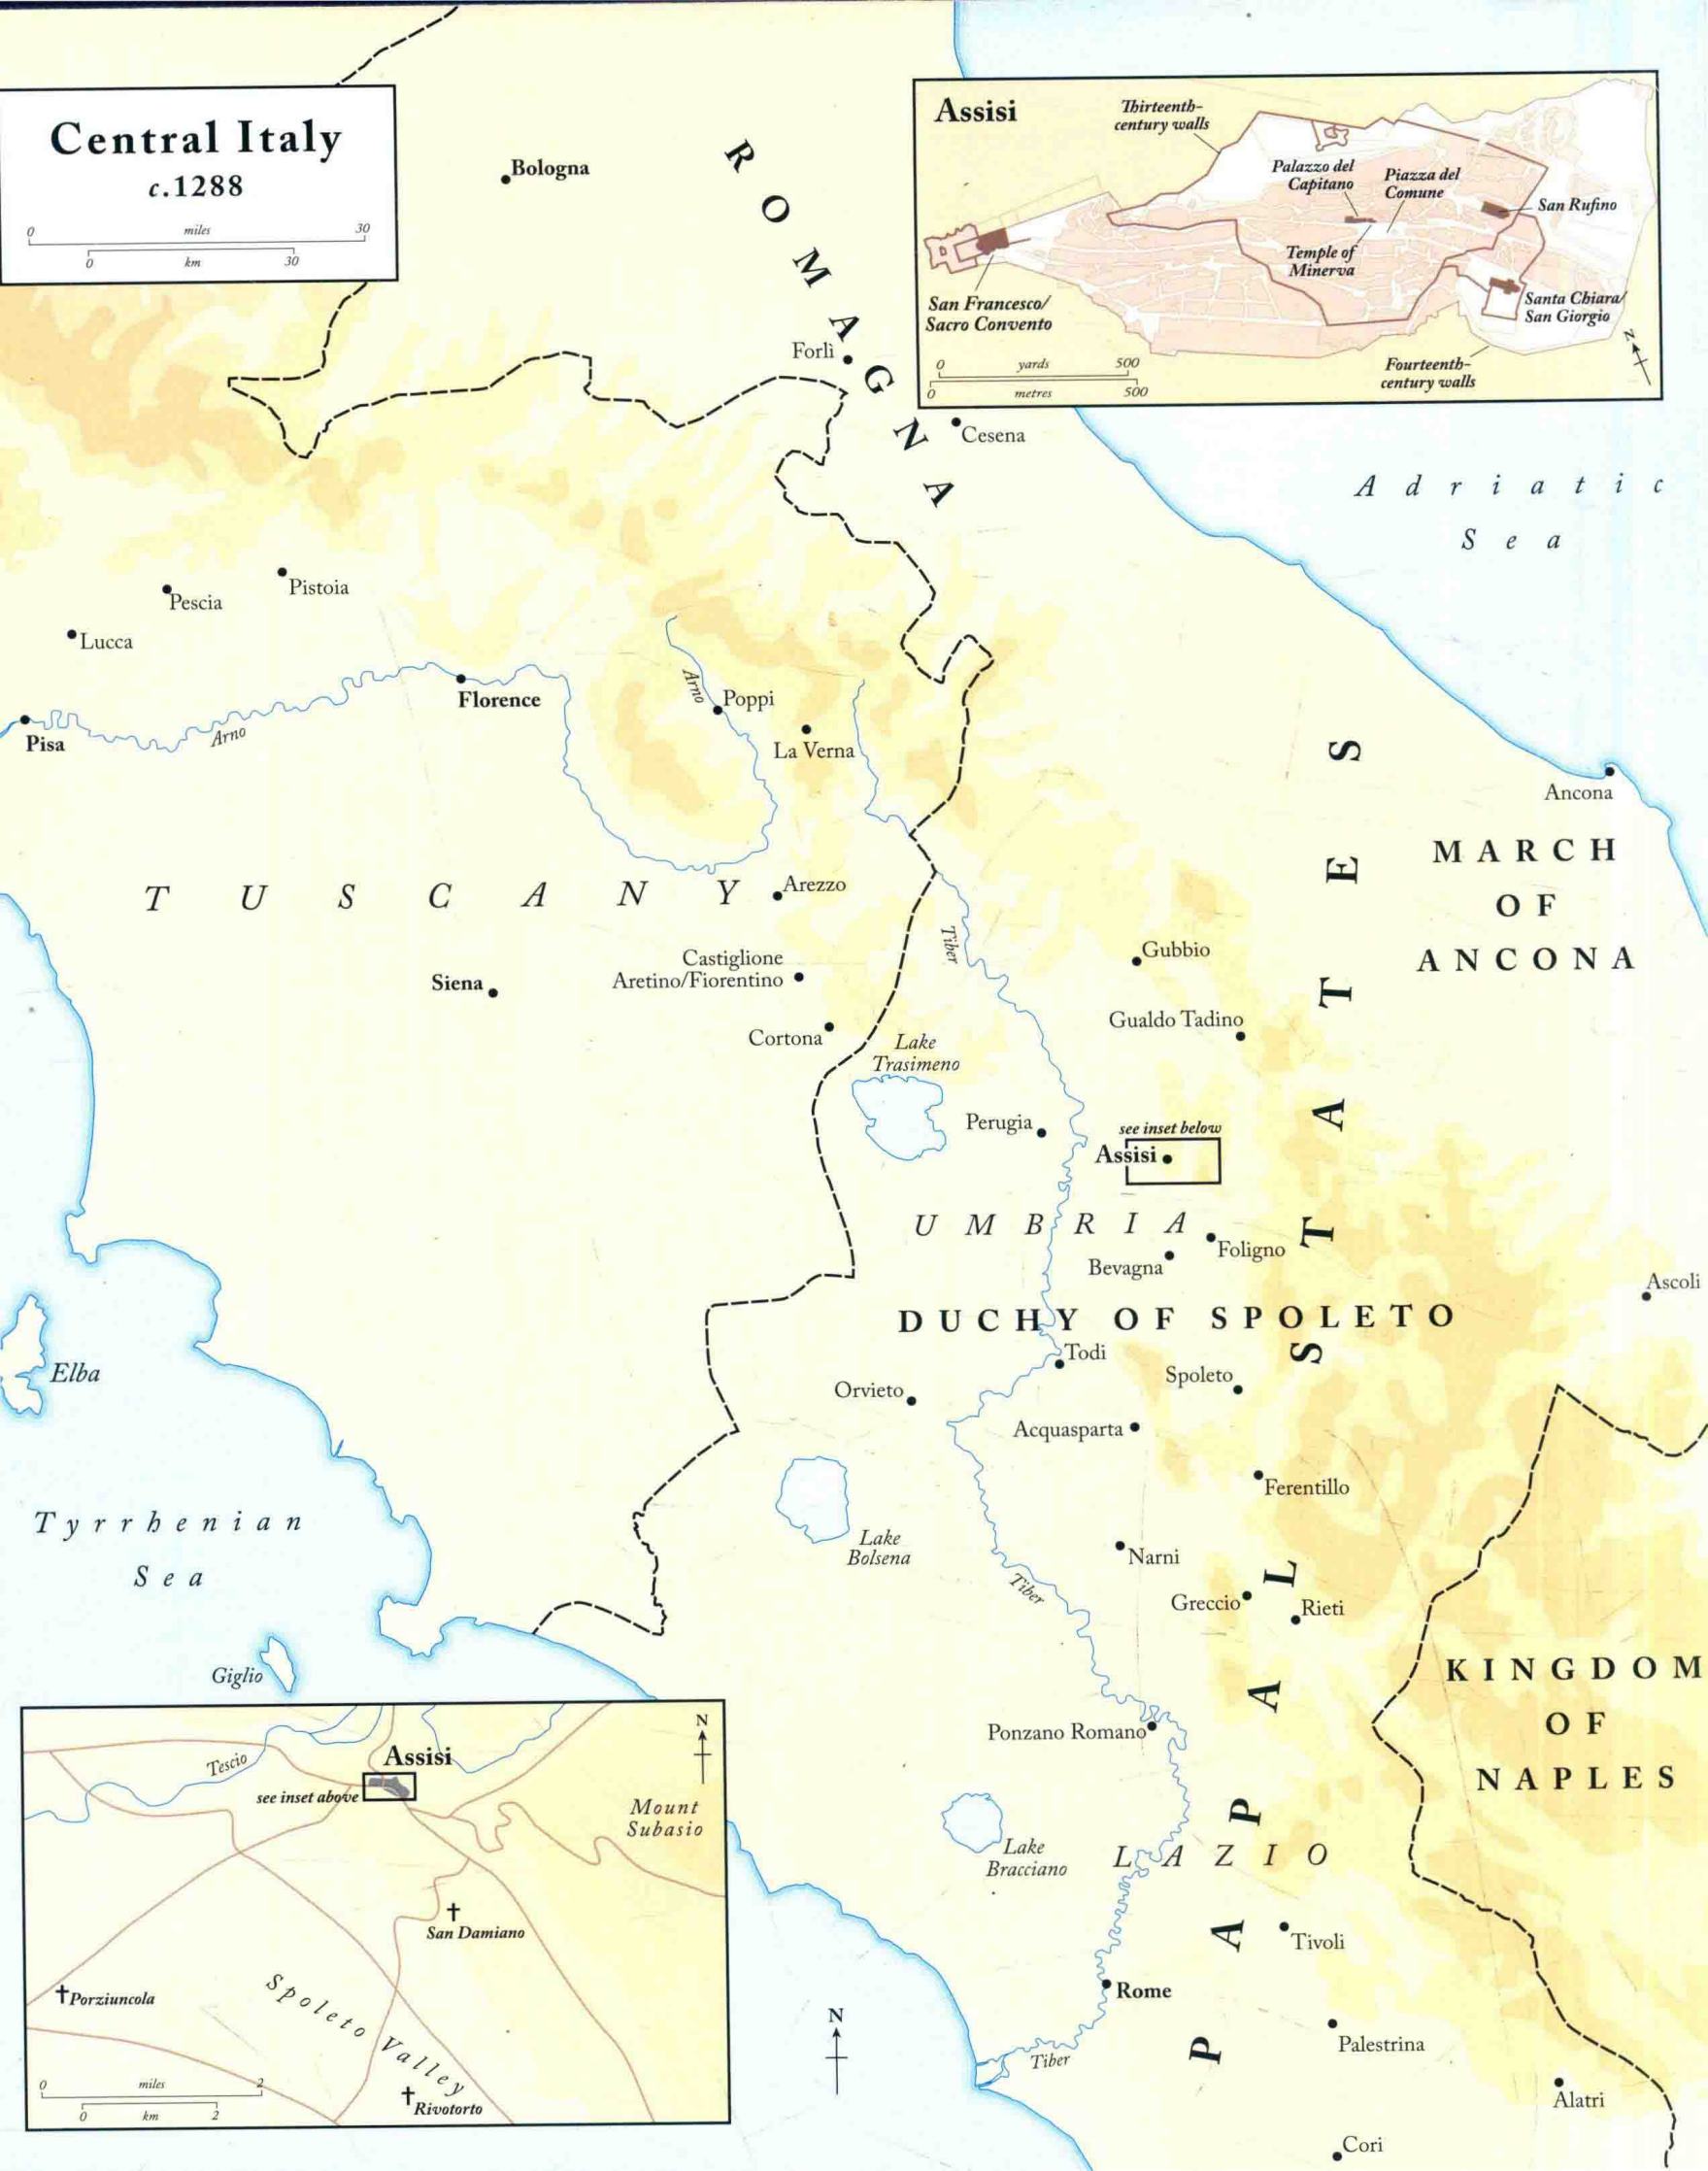 Central Italy
c.1288
0 miles 30
0 km 30
Bologna
ROMAGNA
Forlì
Cesena
Assisi
Thirteenth-
century walls
Palazzo del
Capitano
Piazza del
Comune
San Rufino
Temple of
Minerva
San Francesco/
Sacro Convento
Santa Chiara/
San Giorgio
Fourteenth-
century walls
0 yards 500
0 metres 500
N
Adriatic
Sea
Pistoia
Pescia
Lucca
Florence
Arno
Poppi
La Verna
Pisa
Arno
Ancona
MARCH
OF
ANCONA
TUSCANY
Arezzo
Tiber
Gubbio
Castiglione
Aretino/Fiorentino
Siena
Gualdo Tadino
Cortona
Lake
Trasimeno
Perugia
see inset below
Assisi
UMBRIA
Foligno
Bevagna
Ascoli
DUCHY OF SPOLETO
Todi
Spoleto
Orvieto
Acquasparta
Elba
Ferentillo
Tyrrhenian
Sea
Lake
Bolsena
Narni
Tiber
Greccio
Rieti
PAPAL STATES
KINGDOM
OF
NAPLES
Giglio
Ponzano Romano
Lake
Bracciano
LAZIO
Tivoli
Rome
Palestrina
Tiber
Alatri
Cori
N
Tescio
Assisi
see inset above
N
Mount
Subasio
San Damiano
Porziuncola
Spoleto Valley
Rivotorto
0 miles 2
0 km 2